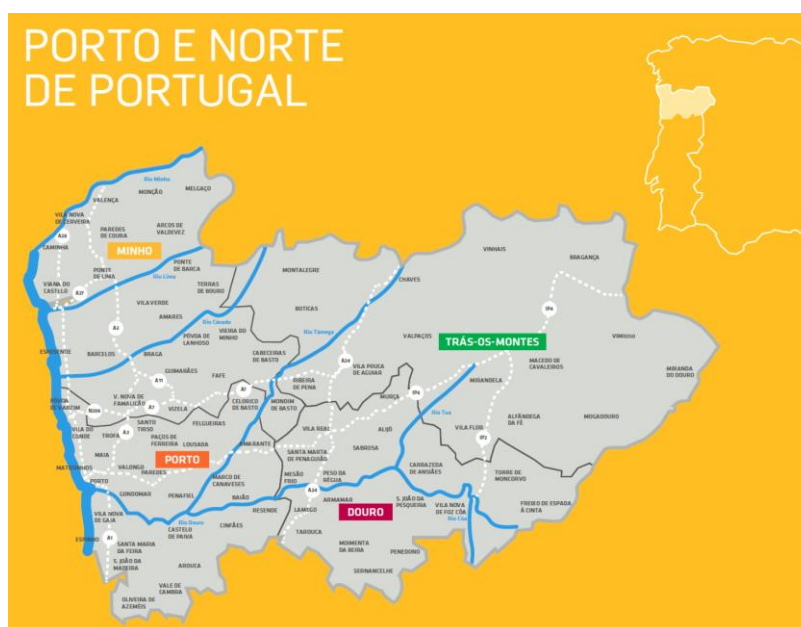 PORTO E NORTE
DE PORTUGAL
Rio Minho
MELGAÇO
MONÇÃO
VALENÇA
VILA NOVA
DE CERVEIRA
PAREDES
DE COURA
ARCOS DE
VALDEVEZ
A28
CAMINHA
MINHO
PONTE
DE LIMA
PONTE
DE BARCA
Rio Lima
VIANA DO
CASTELO
A27
TERRAS
DE BOURO
VILA VERDE
A3
AMARES
Rio Cávado
PÓVOA DE
LANHOSO
VIEIRA DO
MINHO
ESPOSENDE
BARCELOS
BRAGA
CABECEIRAS
DE BASTO
GUIMARÃES
FAFE
A11
V. NOVA DE
FAMALICÃO
A7
VIZELA
A7
CELORICO
DE BASTO
MONDIM
DE BASTO
MONTALEGRE
BOTICAS
CHAVES
Rio Tâmega
VINHAIS
BRAGANÇA
IP4
VALPAÇOS
TRÁS-OS-MONTES
VIMIOSO
MACEDO DE
CAVALEIROS
MIRANDA
DO DOURO
A24
VILA POUCA
DE AGUIAR
RIBEIRA
DE PENA
MIRANDELA
MURÇA
IP4
Rio Tua
ALFÂNDEGA
DA FÉ
MOGADOURO
VILA FLOR
IP2
PÓVOA
DE VARZIM
VILA DO
CONDE
SANTO
TIRSO
TROFA
A3
FELGUEIRAS
PAÇOS DE
FERREIRA
LOUSADA
AMARANTE
MAIA
PORTO
VALONGO
PAREDES
MATOSINHOS
PORTO
GONDOMAR
PENAFIEL
MARCO DE
CANAVESES
BAIÃO
VILA REAL
ALIJÓ
SABROSA
SANTA MARTA
DE PENAGUIÃO
MESÃO
FRIO
PESO DA
RÉGUA
CARRAZEDA
DE ANSIÃES
TORRE DE
MONCORVO
A24
ARMAMAR
LAMEGO
DOURO
S. JOÃO DA
PESQUEIRA
VILA NOVA
DE FOZ CÔA
Rio Côa
FREIXO DE ESPADA
À CINTA
RESENDE
VILA NOVA
DE GAIA
Rio Douro
CASTELO
DE PAIVA
CINFÃES
TAROUCA
MOIMENTA
DA BEIRA
PENEDONO
SERNANCELHE
ESPINHO
A1
SANTA MARIA
DA FEIRA
S. JOÃO DA
MADEIRA
AROUCA
VALE DE
CAMBRA
OLIVEIRA DE
AZEMÉIS